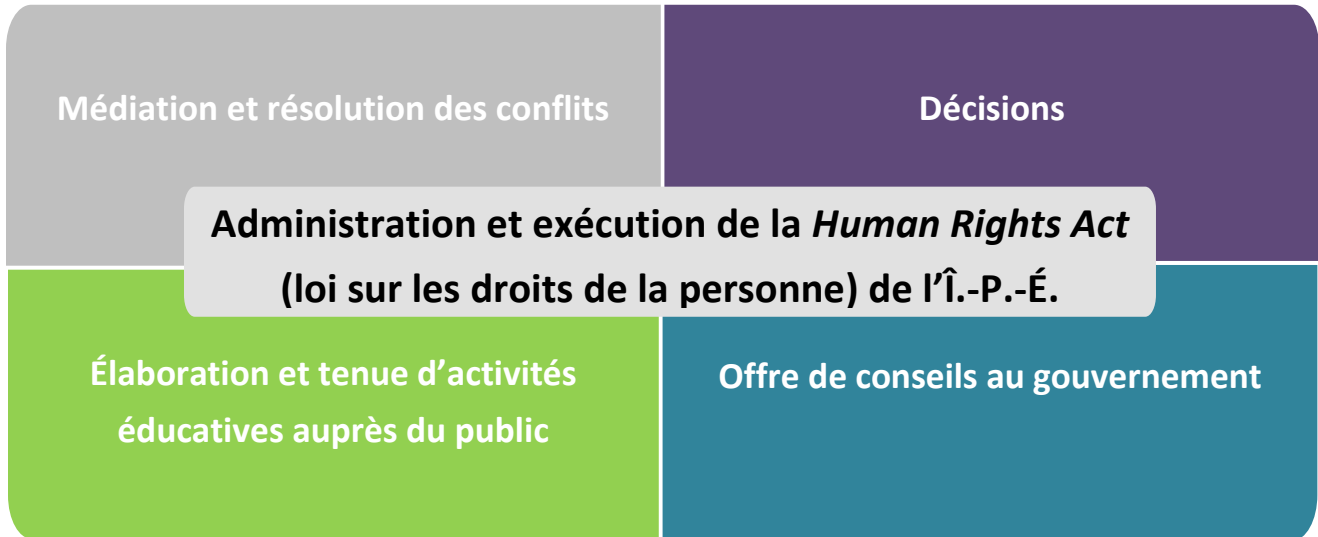 Médiation et résolution des conflits
Décisions
Administration et exécution de la Human Rights Act
(loi sur les droits de la personne) de l’Î.-P.-É.
Élaboration et tenue d’activités
éducatives auprès du public
Offre de conseils au gouvernement